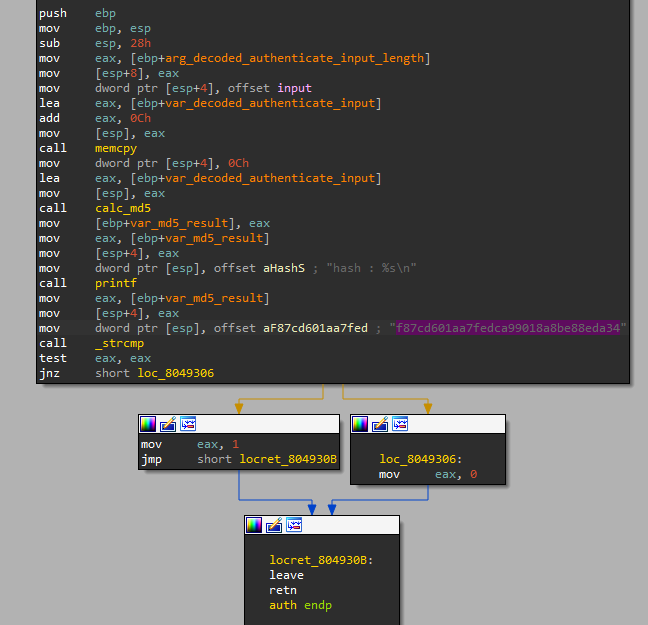 push ebp
mov ebp, esp
sub esp, 28h
mov eax, [ebp+arg_decoded_authenticate_input_length]
mov [esp+8], eax
mov dword ptr [esp+4], offset input
lea eax, [ebp+var_decoded_authenticate_input]
add eax, 0Ch
mov [esp], eax
call memcpy
mov dword ptr [esp+4], 0Ch
lea eax, [ebp+var_decoded_authenticate_input]
mov [esp], eax
call calc_md5
mov [ebp+var_md5_result], eax
mov eax, [ebp+var_md5_result]
mov [esp+4], eax
mov dword ptr [esp], offset aHashS ; "hash : %s\n"
call printf
mov eax, [ebp+var_md5_result]
mov [esp+4], eax
mov dword ptr [esp], offset aF87cd601aa7fed ; "f87cd601aa7fedca99018a8be88eda34"
call _strcmp
test eax, eax
jnz short loc_8049306
mov eax, 1
jmp short locret_804930B
loc_8049306:
mov eax, 0
locret_804930B:
leave
retn
auth endp